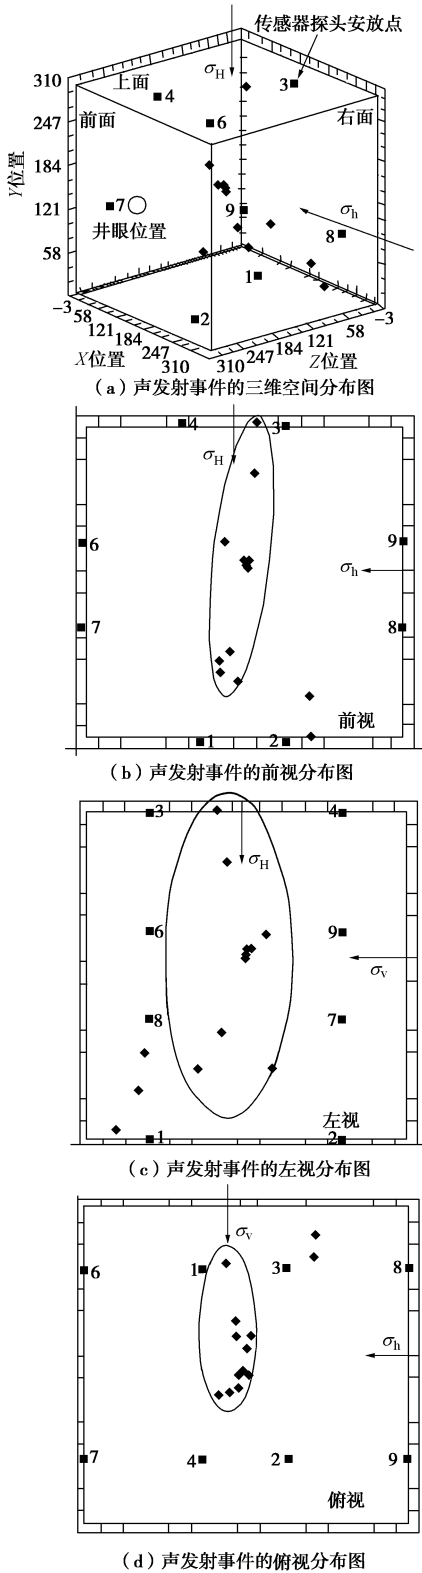 传感器探头安放点
σH
3
310
上面
4
前面
6
右面
247
184
Y位置
121
7
9
σh
8
井眼位置
58
1
−3
2
−3
58
121
184
247
310
310
247
184
121
58
X位置
Z位置
(a) 声发射事件的三维空间分布图
4
3
σH
6
9
σh
7
8
前视
1
2
(b) 声发射事件的前视分布图
3
4
σH
6
9
σv
8
7
左视
1
2
(c) 声发射事件的左视分布图
σv
6
1
3
8
σh
7
4
2
9
俯视
(d) 声发射事件的俯视分布图